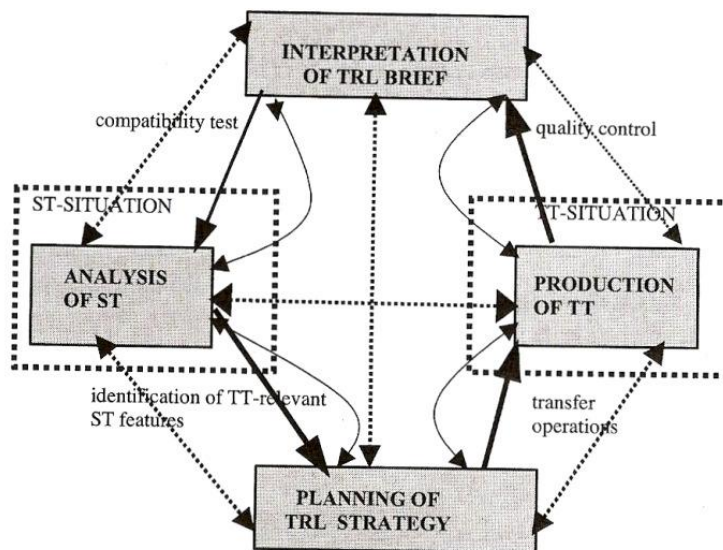 INTERPRETATION
OF TRL BRIEF
compatibility test
quality control
ST-SITUATION
TT-SITUATION
ANALYSIS
OF ST
PRODUCTION
OF TT
identification of TT-relevant
ST features
transfer
operations
PLANNING OF
TRL STRATEGY